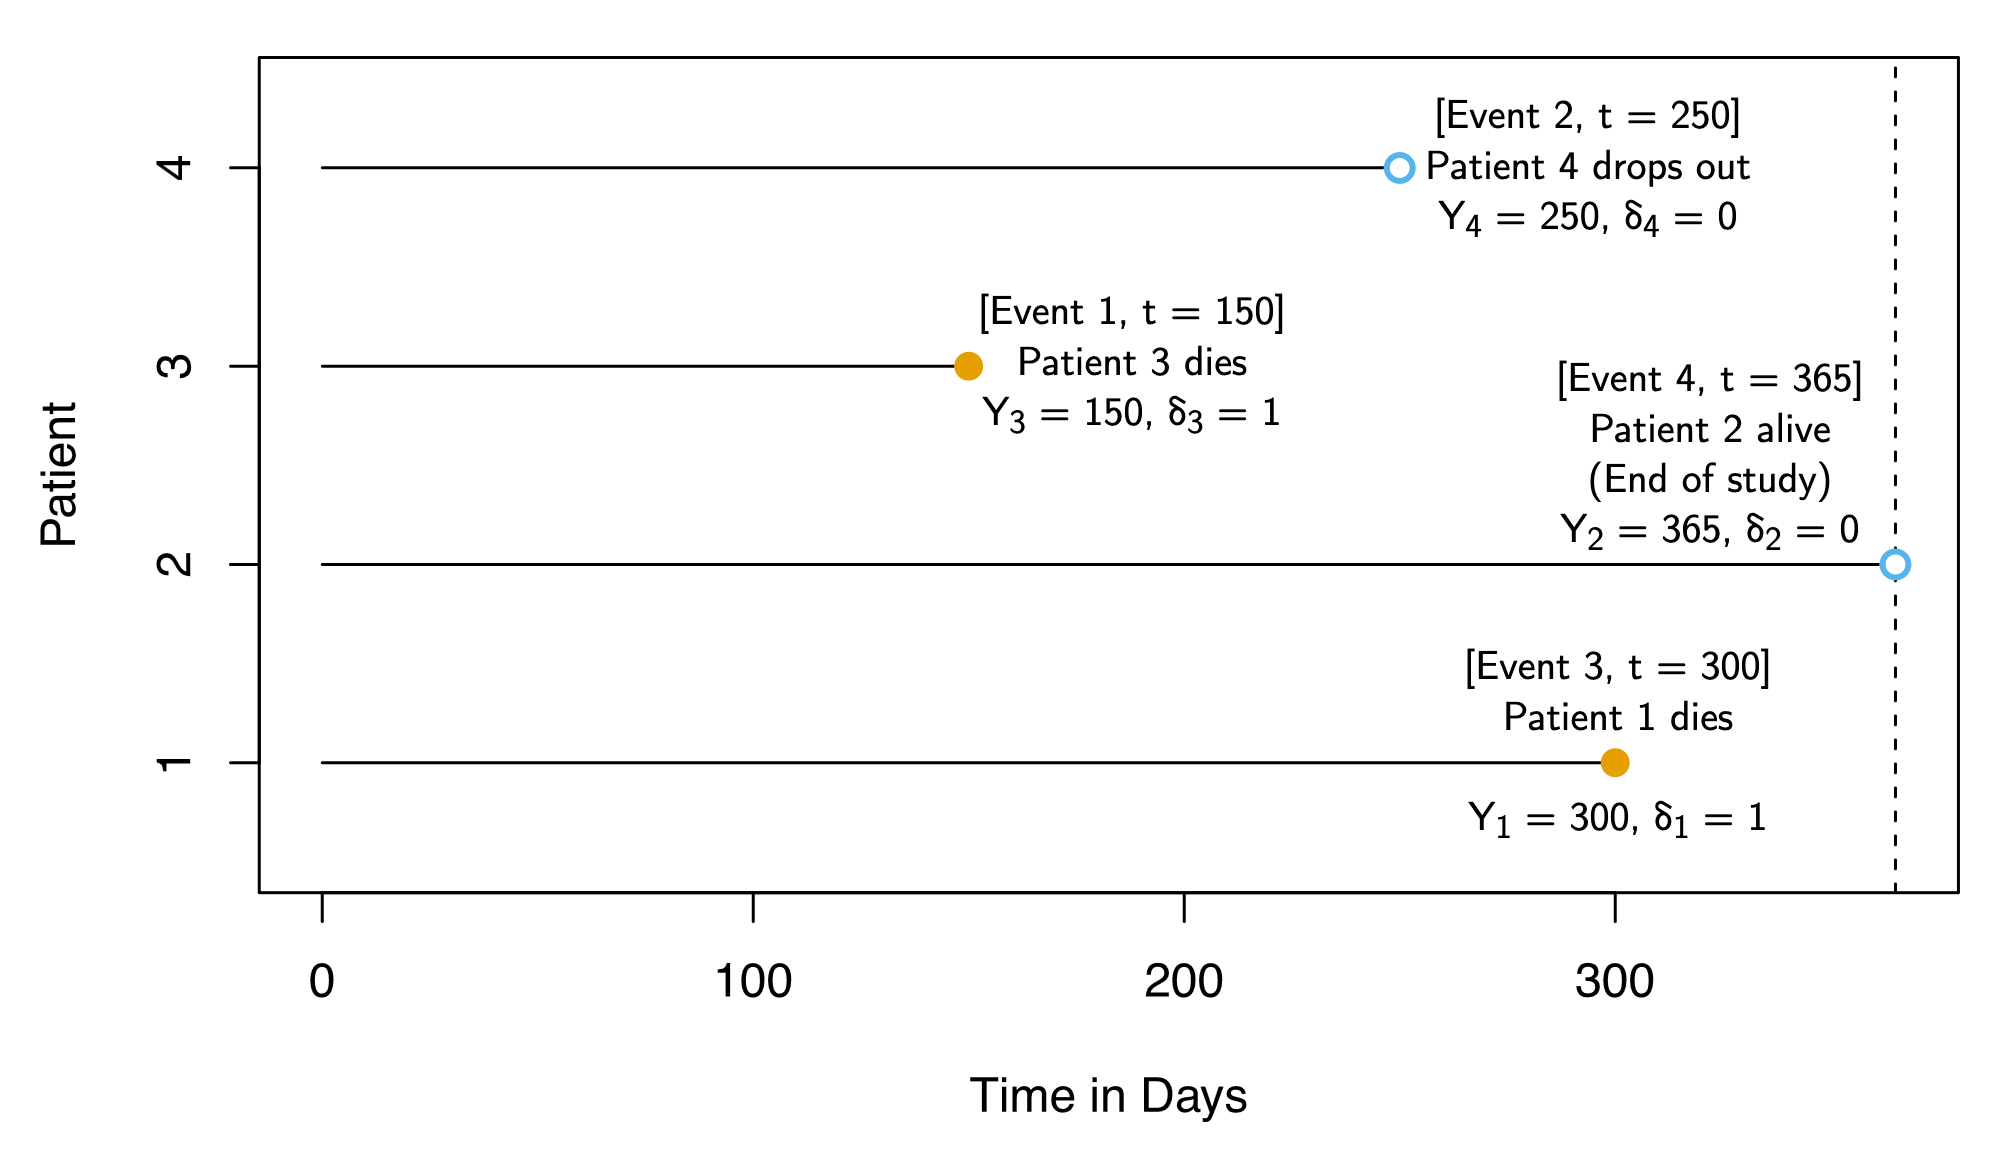 [Event 2, t = 250]
Patient 4 drops out
Y₄ = 250, δ₄ = 0
[Event 1, t = 150]
Patient 3 dies
Y₃ = 150, δ₃ = 1
[Event 4, t = 365]
Patient 2 alive
(End of study)
Y₂ = 365, δ₂ = 0
[Event 3, t = 300]
Patient 1 dies
Y₁ = 300, δ₁ = 1
4
3
2
1
Patient
0 100 200 300
Time in Days